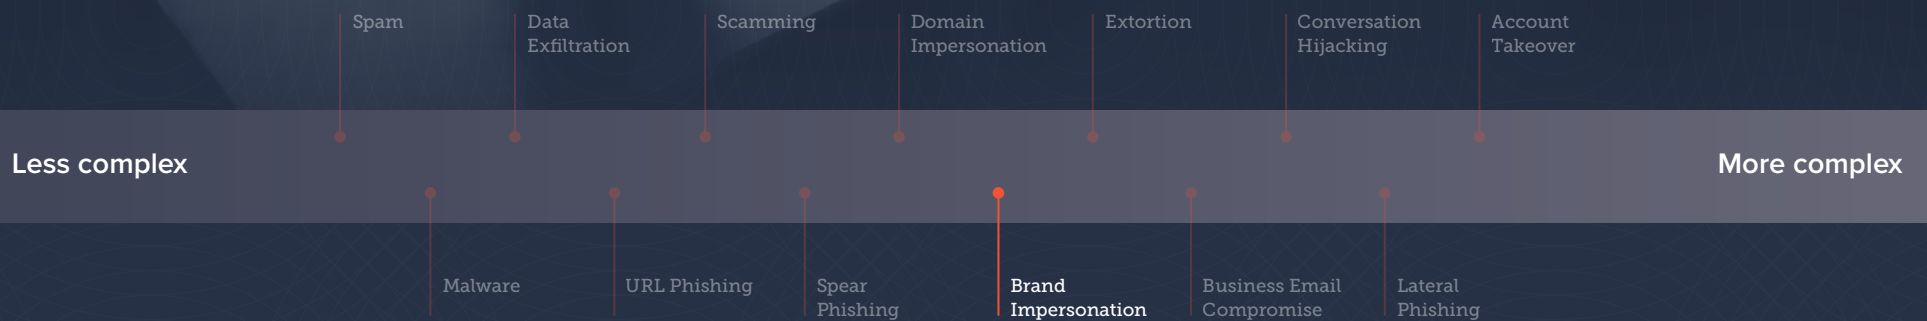 Spam
Data
Exfiltration
Scamming
Domain
Impersonation
Extortion
Conversation
Hijacking
Account
Takeover
Less complex
More complex
Malware
URL Phishing
Spear
Phishing
Brand
Impersonation
Business Email
Compromise
Lateral
Phishing